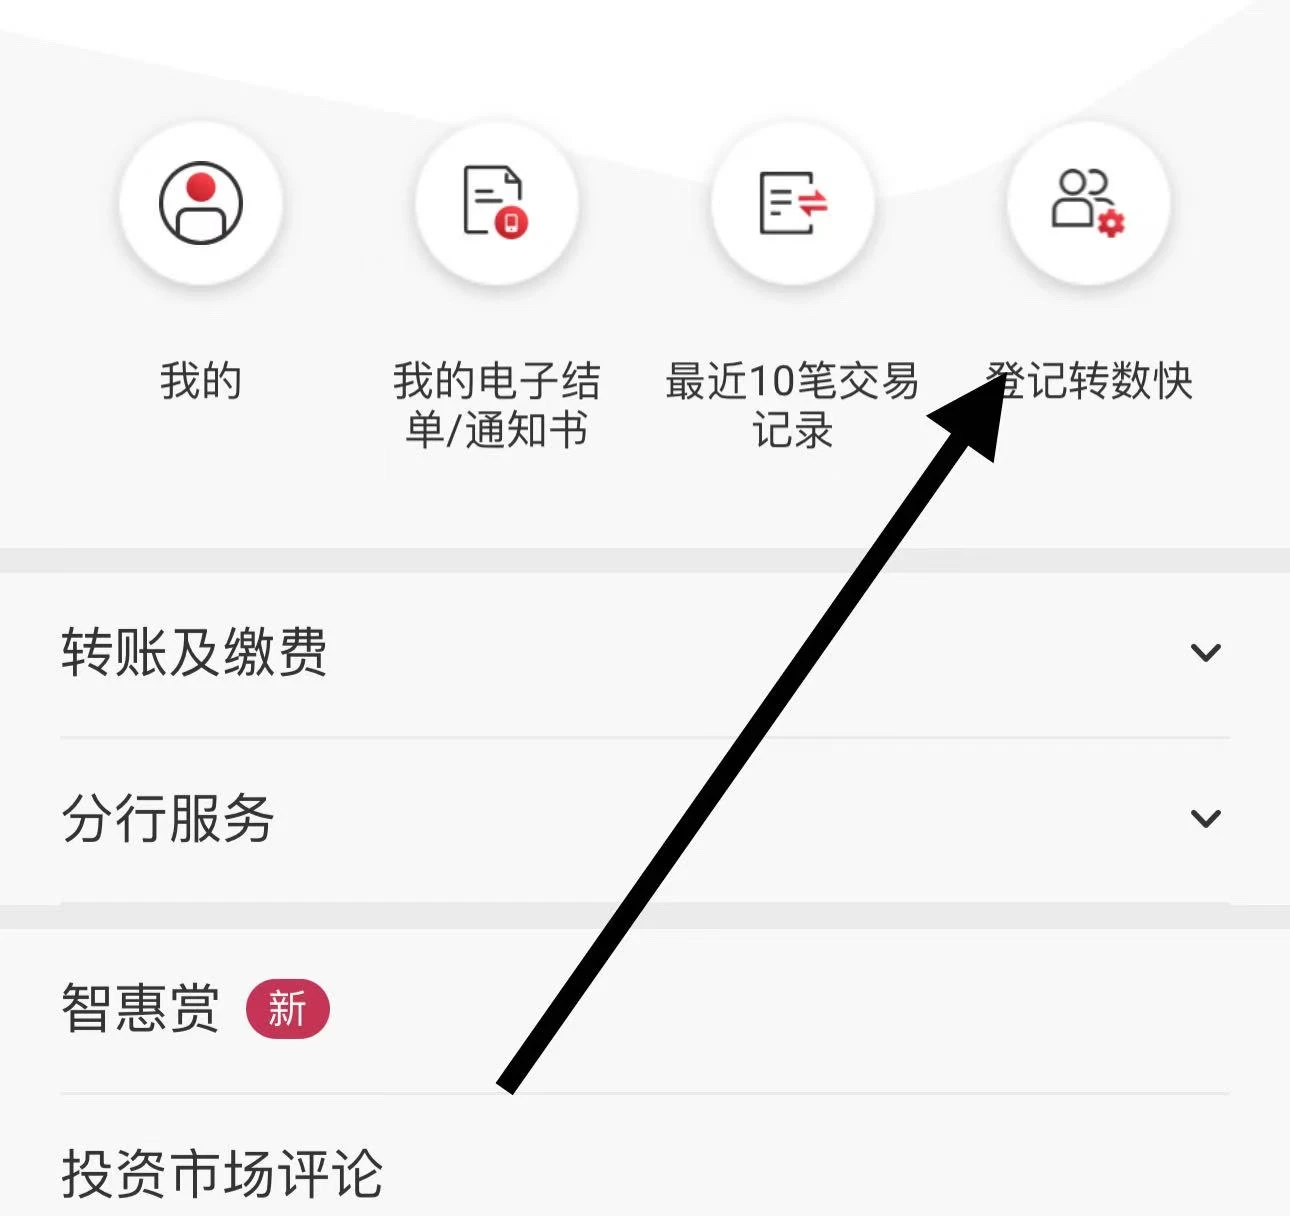 我的
我的电子结
单/通知书
最近10笔交易
记录
登记转数快
转账及缴费
分行服务
智惠赏 新
投资市场评论